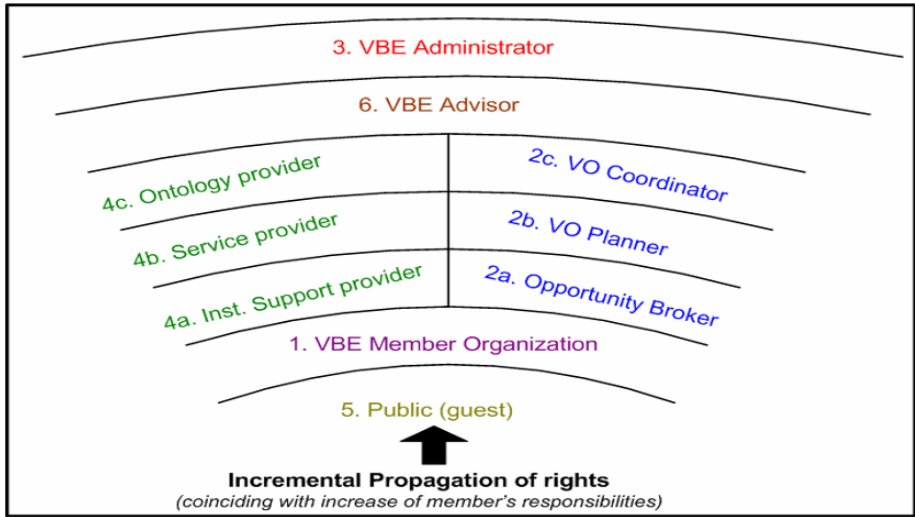 3. VBE Administrator
6. VBE Advisor
4c. Ontology provider
2c. VO Coordinator
4b. Service provider
2b. VO Planner
4a. Inst. Support provider
2a. Opportunity Broker
1. VBE Member Organization
5. Public (guest)
Incremental Propagation of rights
(coinciding with increase of member's responsibilities)